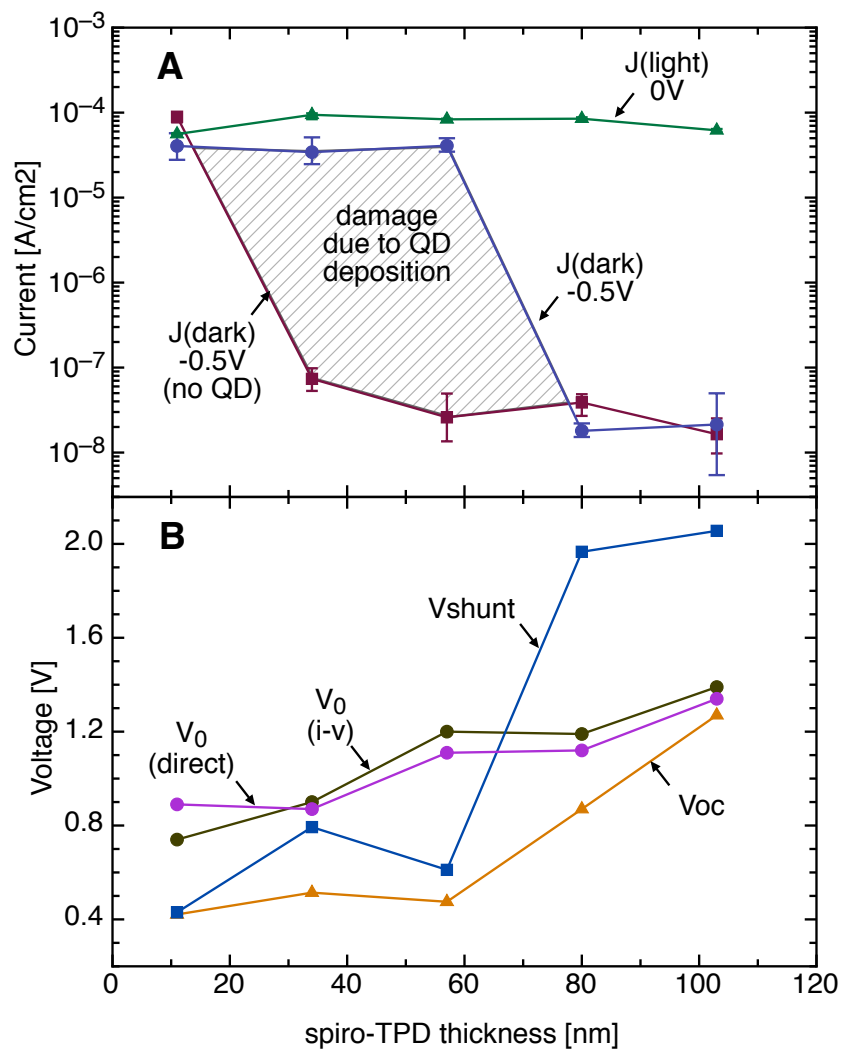 A
J(light)
0V
damage
due to QD
deposition
J(dark)
-0.5V
J(dark)
-0.5V
(no QD)
Current [A/cm2]
10⁻³
10⁻⁴
10⁻⁵
10⁻⁶
10⁻⁷
10⁻⁸
B
Vshunt
V₀
(i-v)
V₀
(direct)
Voc
Voltage [V]
2.0
1.6
1.2
0.8
0.4
0 20 40 60 80 100 120
spiro-TPD thickness [nm]